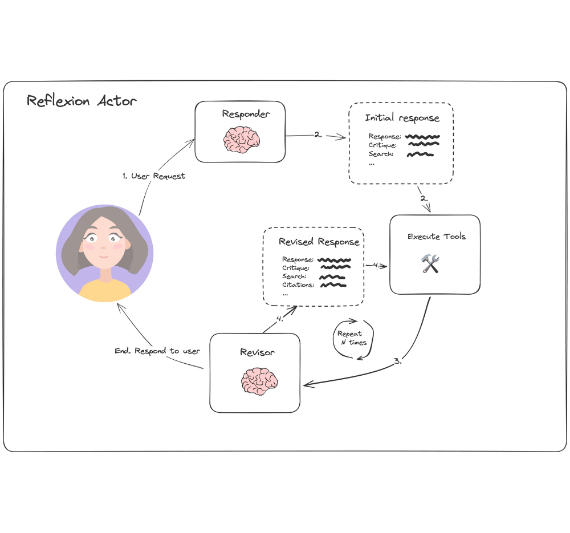 Reflexion Actor
Responder
Initial response
Response:
Critique:
Search:
...
2.
1. User Request
2.
Execute Tools
Revised Response
Response:
Critique:
Search:
Citations:
...
4.
4.
Repeat
N times
3.
Revisor
End. Respond to user